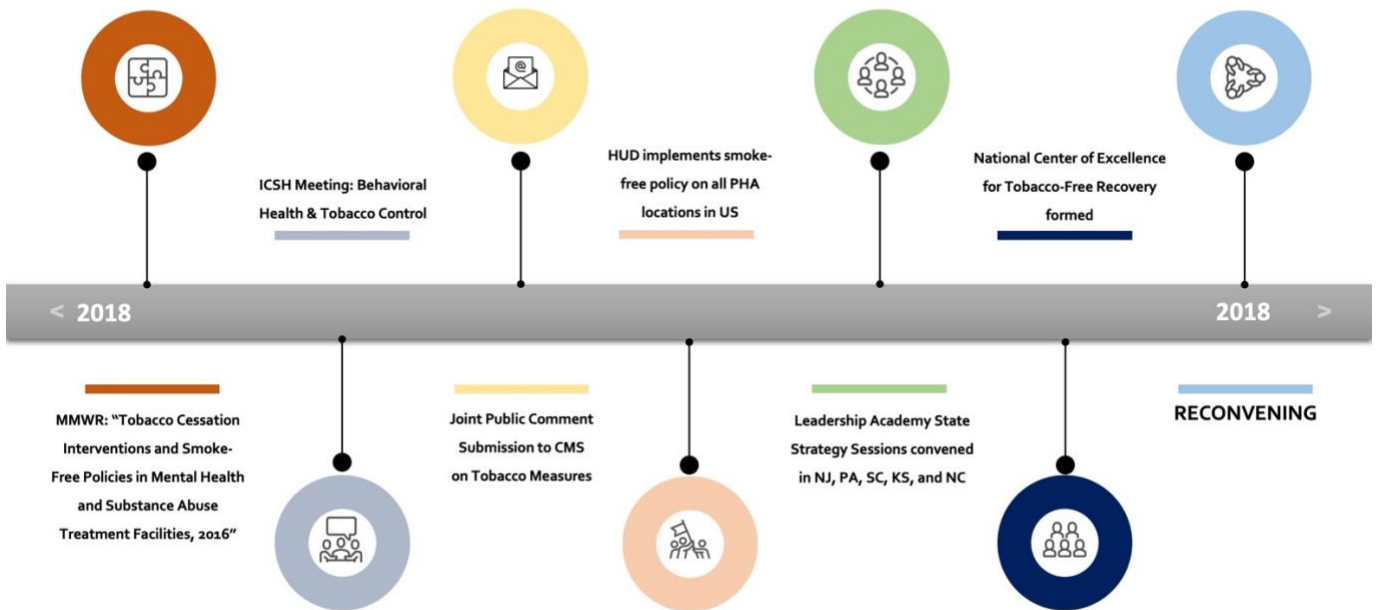 @
ICSH Meeting: Behavioral
Health & Tobacco Control
HUD implements smoke-
free policy on all PHA
locations in US
National Center of Excellence
for Tobacco-Free Recovery
formed
< 2018
2018 >
MMWR: “Tobacco Cessation
Interventions and Smoke-
Free Policies in Mental Health
and Substance Abuse
Treatment Facilities, 2016”
Joint Public Comment
Submission to CMS
on Tobacco Measures
Leadership Academy State
Strategy Sessions convened
in NJ, PA, SC, KS, and NC
RECONVENING